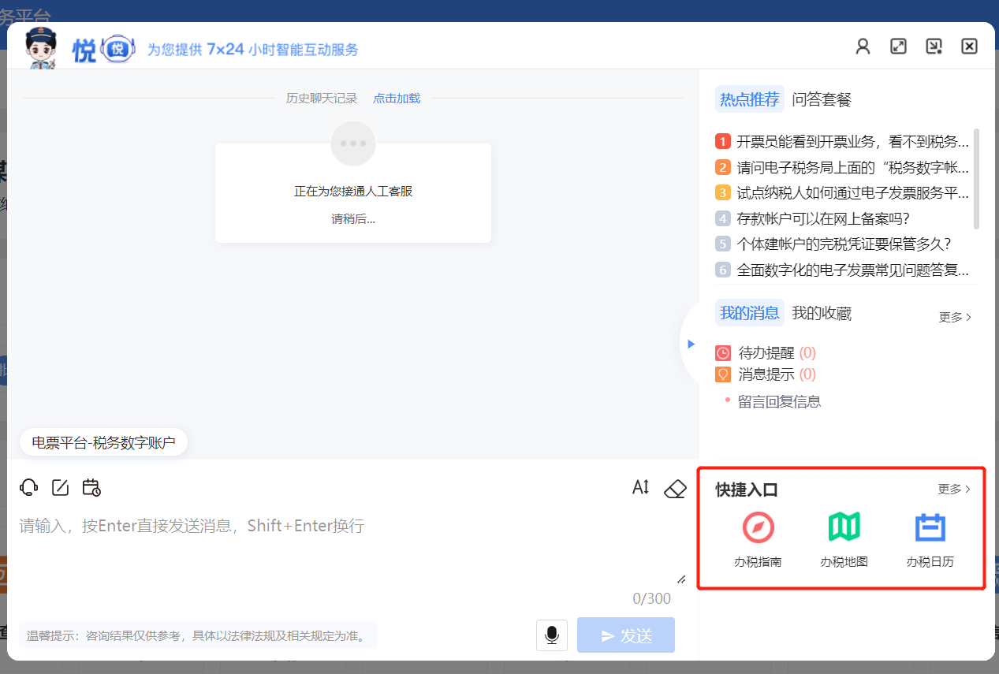 务平台
悦 悦 为您提供 7×24 小时智能互动服务
历史聊天记录 点击加载
正在为您接通人工客服
请稍后...
电票平台-税务数字账户
请输入，按Enter直接发送消息，Shift+Enter换行
0/300
温馨提示：咨询结果仅供参考，具体以法律法规及相关规定为准。
发送
热点推荐 问答套餐
1 开票员能看到开票业务，看不到税务...
2 请问电子税务局上面的“税务数字帐...
3 试点纳税人如何通过电子发票服务平...
4 存款帐户可以在网上备案吗？
5 个体建帐户的完税凭证要保管多久？
6 全面数字化的电子发票常见问题答复...
我的消息 我的收藏 更多 >
待办提醒 (0)
消息提示 (0)
留言回复信息
快捷入口 更多 >
办税指南 办税地图 办税日历